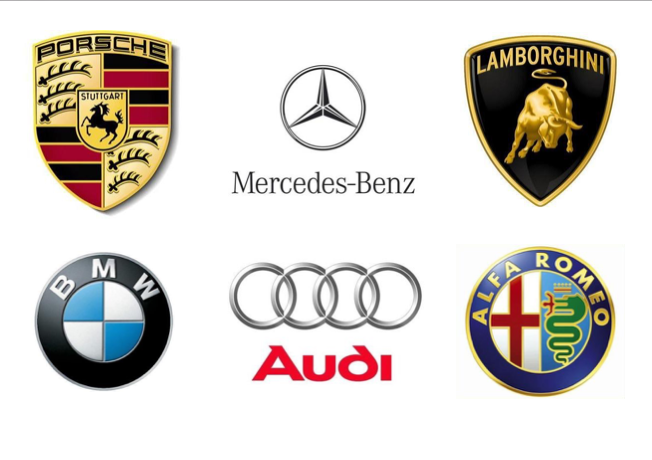 PORSCHE
STUTTGART
Mercedes-Benz
LAMBORGHINI
BMW
Audi
ALFA ROMEO